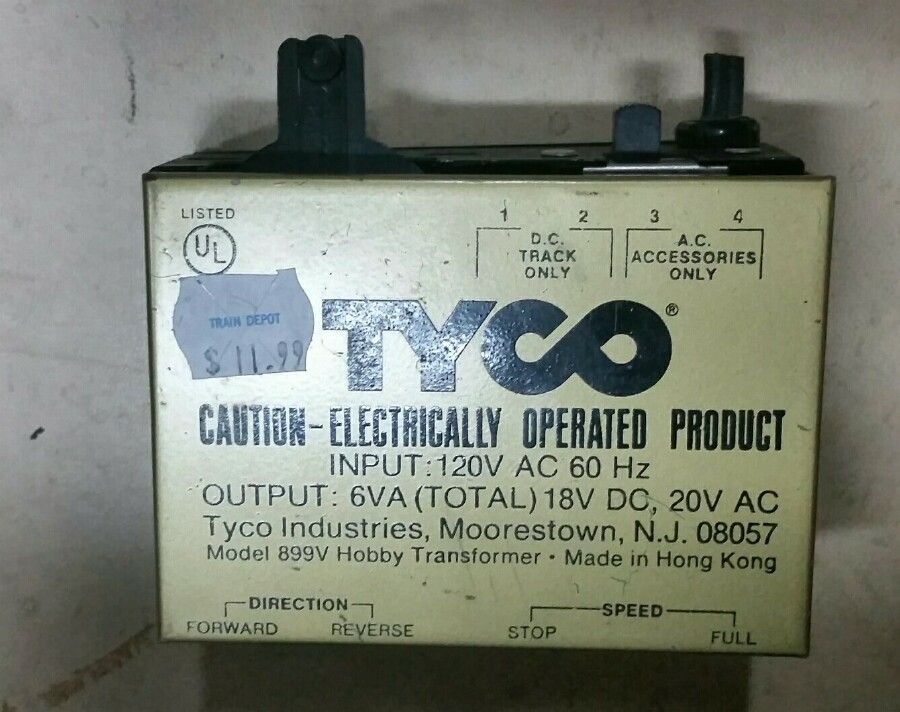 LISTED
UL
1 2 3 4
D.C. TRACK ONLY
A.C. ACCESSORIES ONLY
TRAIN DEPOT
$ 11.99
TYCO®
CAUTION-ELECTRICALLY OPERATED PRODUCT
INPUT:120V AC 60 Hz
OUTPUT: 6VA (TOTAL) 18V DC, 20V AC
Tyco Industries, Moorestown, N.J. 08057
Model 899V Hobby Transformer • Made in Hong Kong
DIRECTION
FORWARD REVERSE
SPEED
STOP FULL